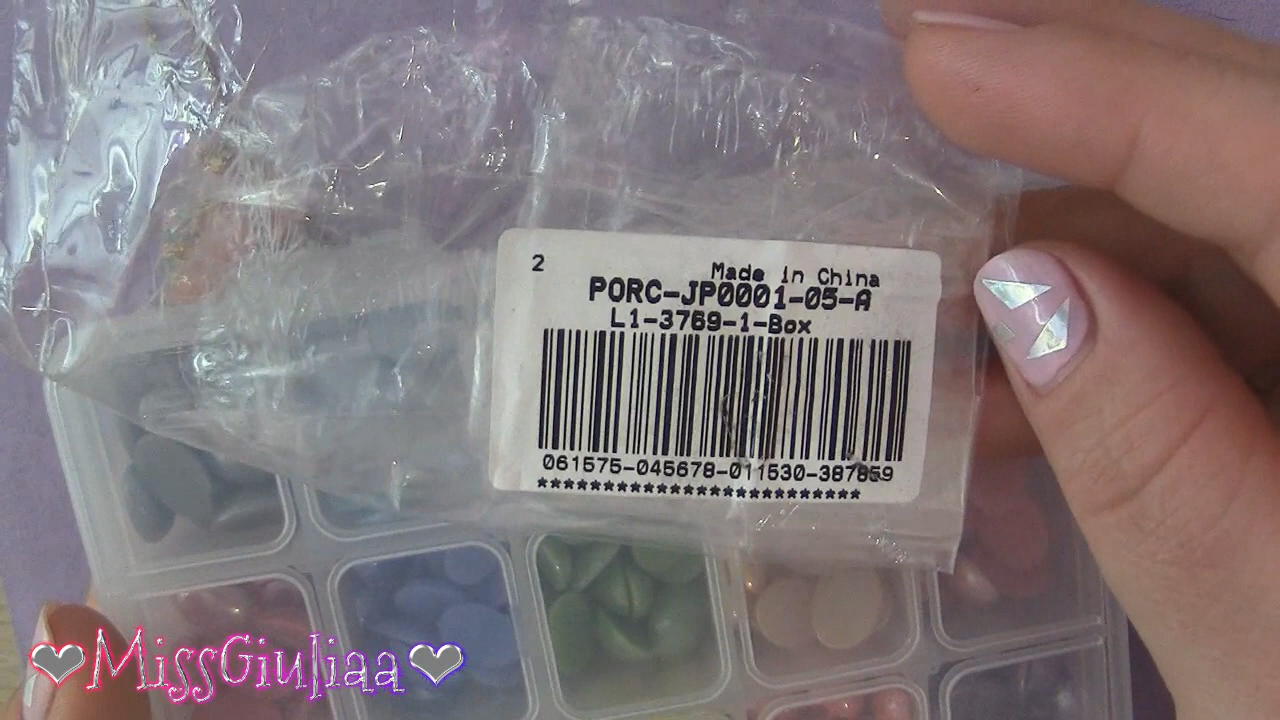 2
Made in China
PORC-JP0001-05-A
L1-3769-1-Box
061575-045678-011530-387859
************************
❤MissGiuliaa❤